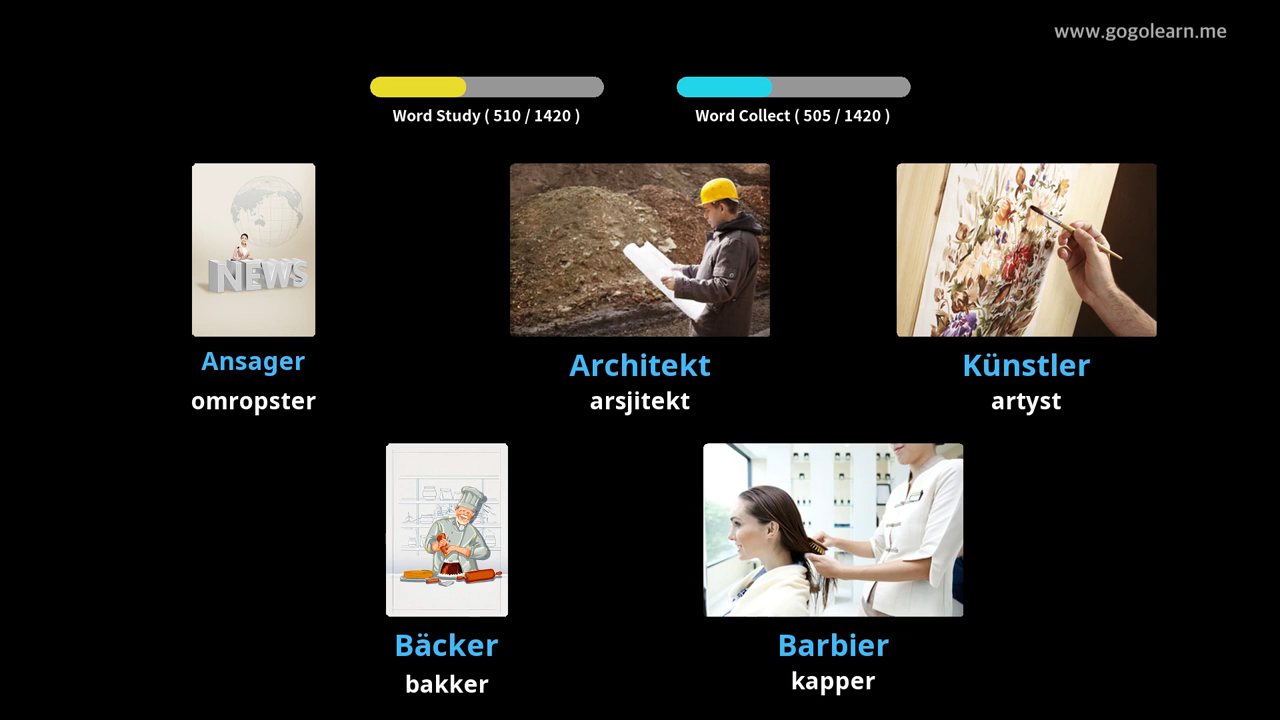 www.gogolearn.me
Word Study ( 510 / 1420 )
Word Collect ( 505 / 1420 )
NEWS
Ansager
Architekt
Künstler
omropster
arsjitekt
artyst
Bäcker
Barbier
bakker
kapper